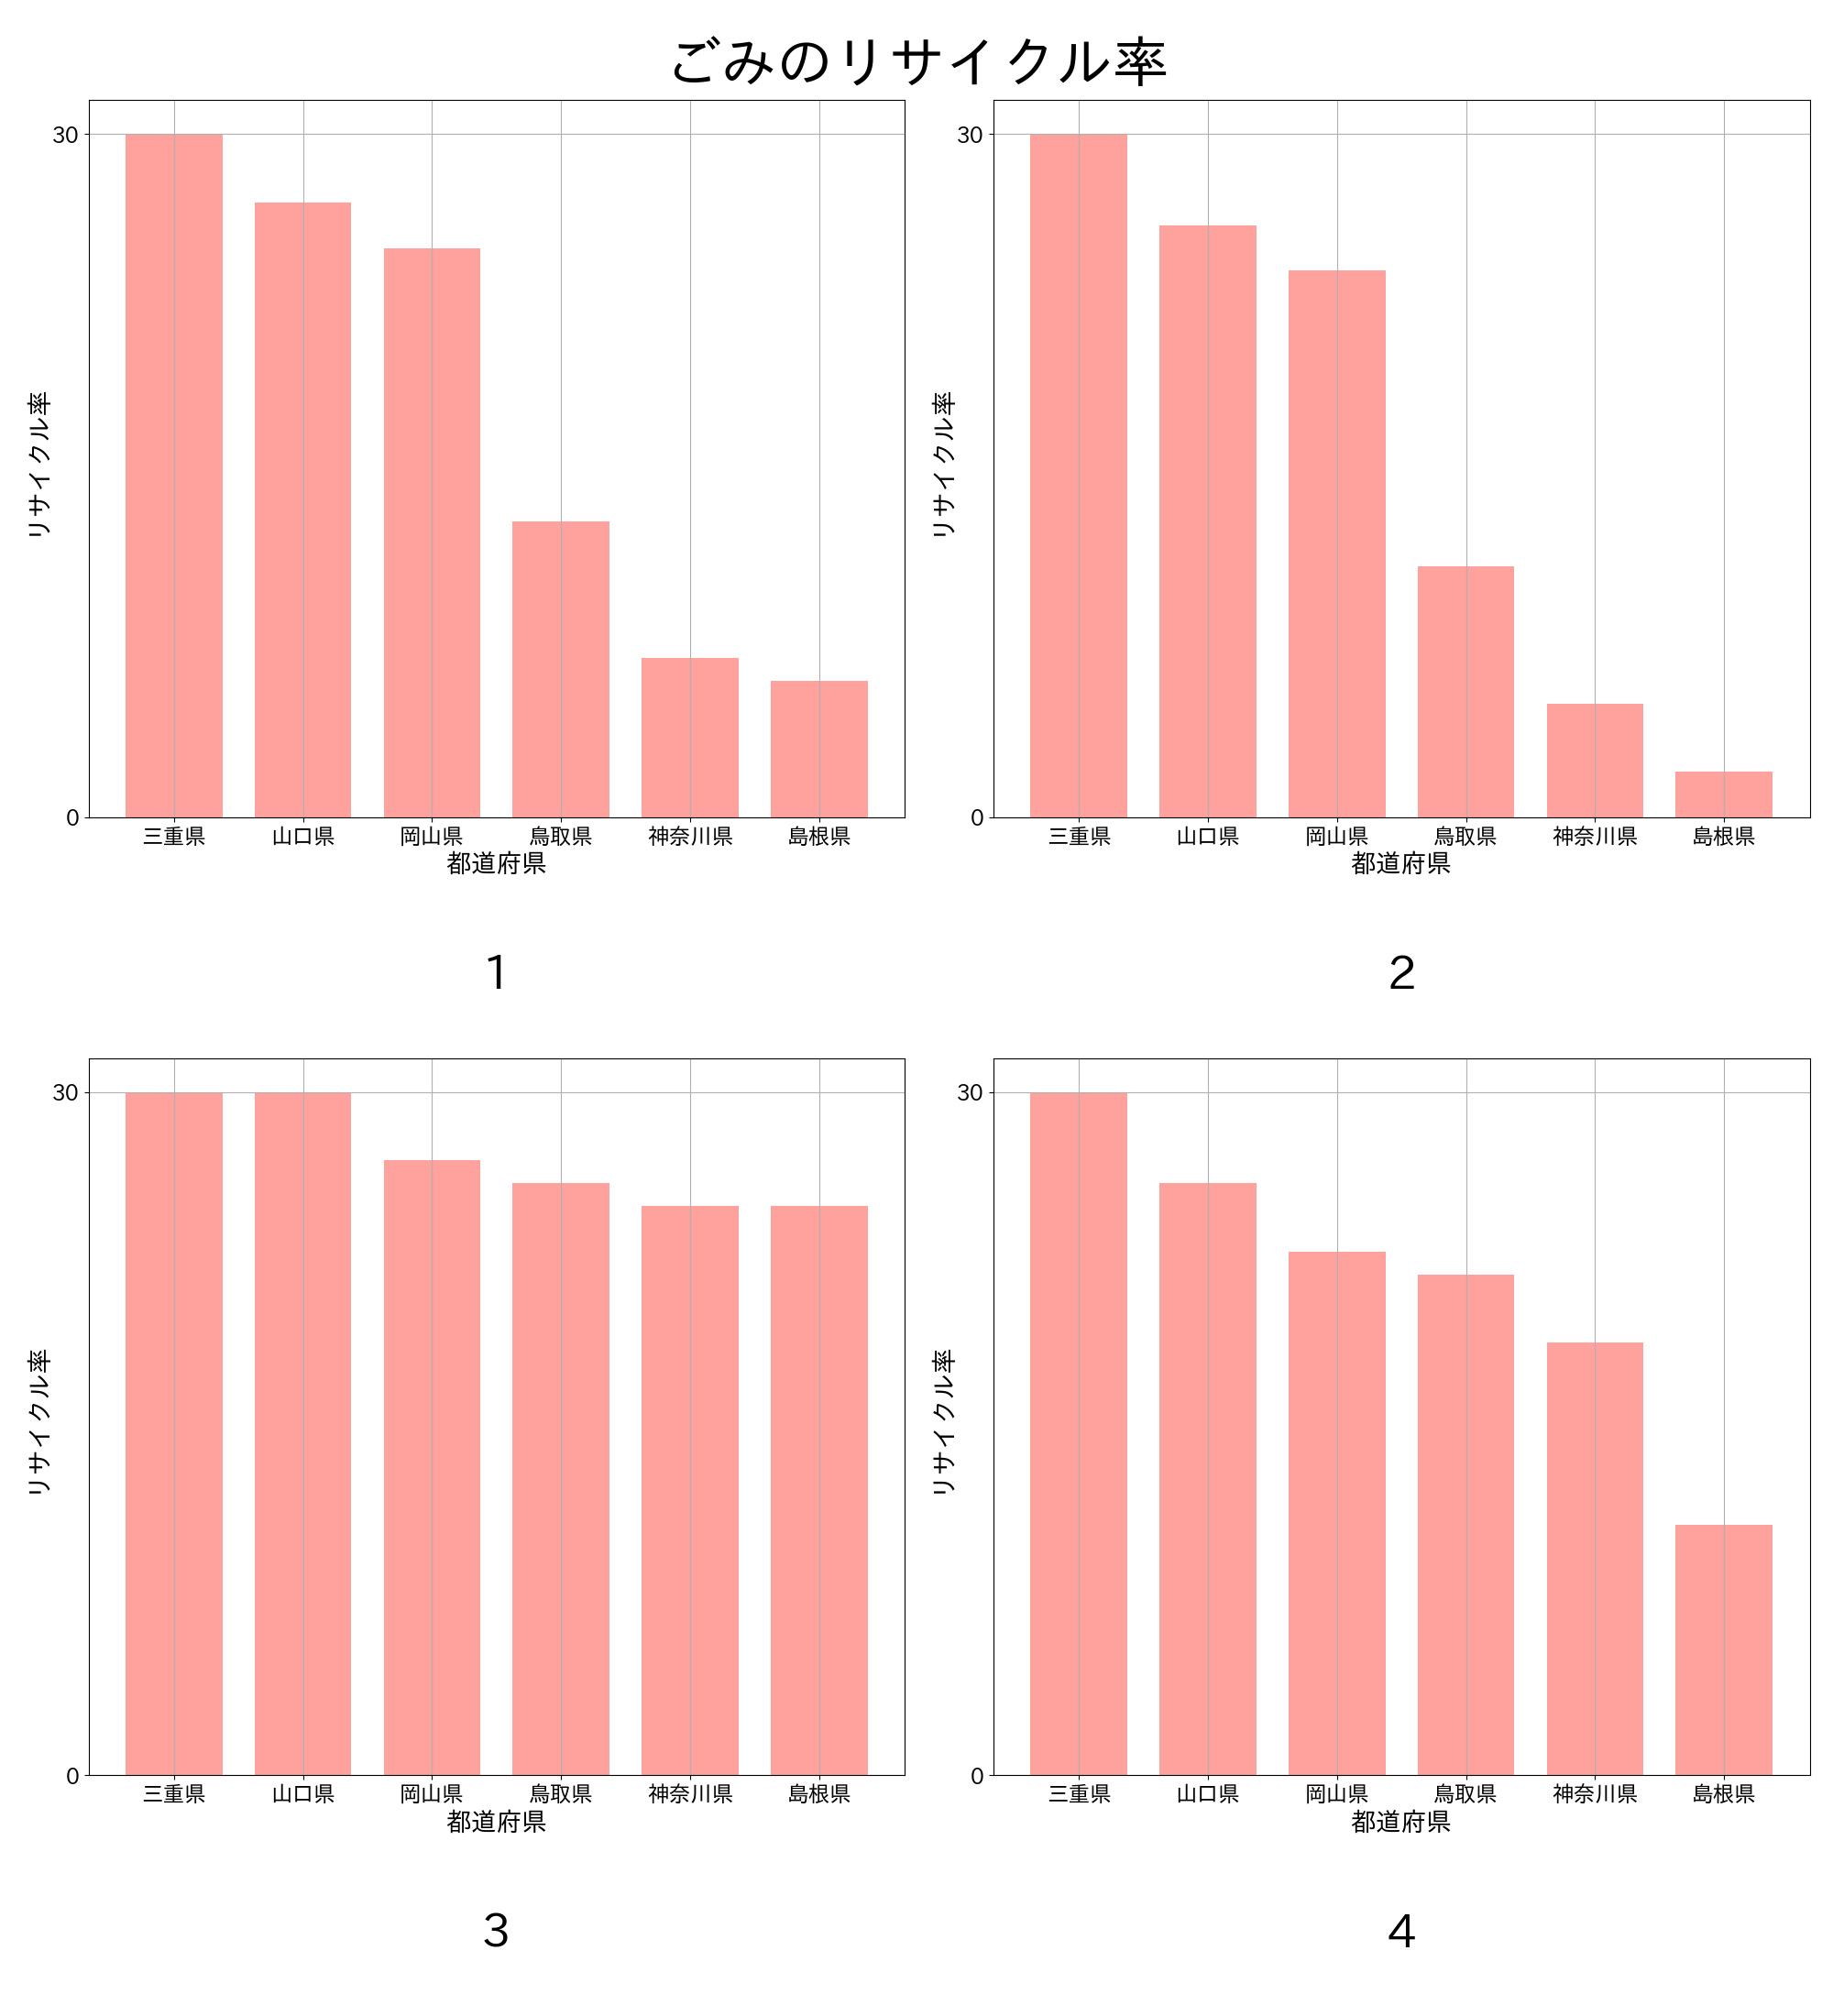 ごみのリサイクル率
30
0
リサイクル率
三重県 山口県 岡山県 鳥取県 神奈川県 島根県
都道府県
1
30
0
リサイクル率
三重県 山口県 岡山県 鳥取県 神奈川県 島根県
都道府県
2
30
0
リサイクル率
三重県 山口県 岡山県 鳥取県 神奈川県 島根県
都道府県
3
30
0
リサイクル率
三重県 山口県 岡山県 鳥取県 神奈川県 島根県
都道府県
4